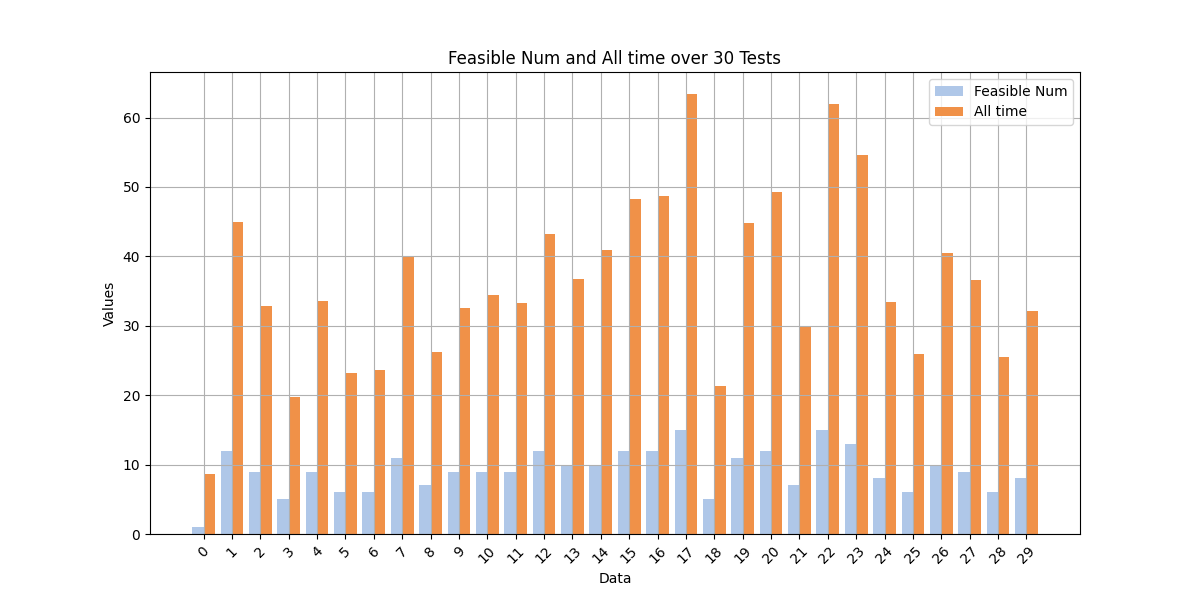 Feasible Num and All time over 30 Tests
Feasible Num
All time
Values
60
50
40
30
20
10
0
0 1 2 3 4 5 6 7 8 9 10 11 12 13 14 15 16 17 18 19 20 21 22 23 24 25 26 27 28 29
Data